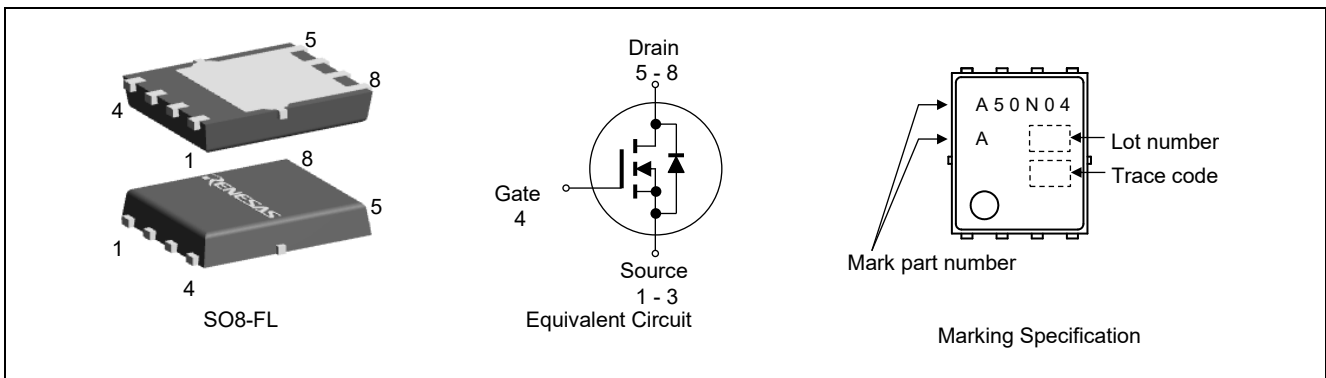 5
8
4
1
RENESAS
8
5
1
4
SO8-FL
Drain
5 - 8
Gate
4
Source
1 - 3
Equivalent Circuit
A 5 0 N 0 4
A
Lot number
Trace code
Mark part number
Marking Specification